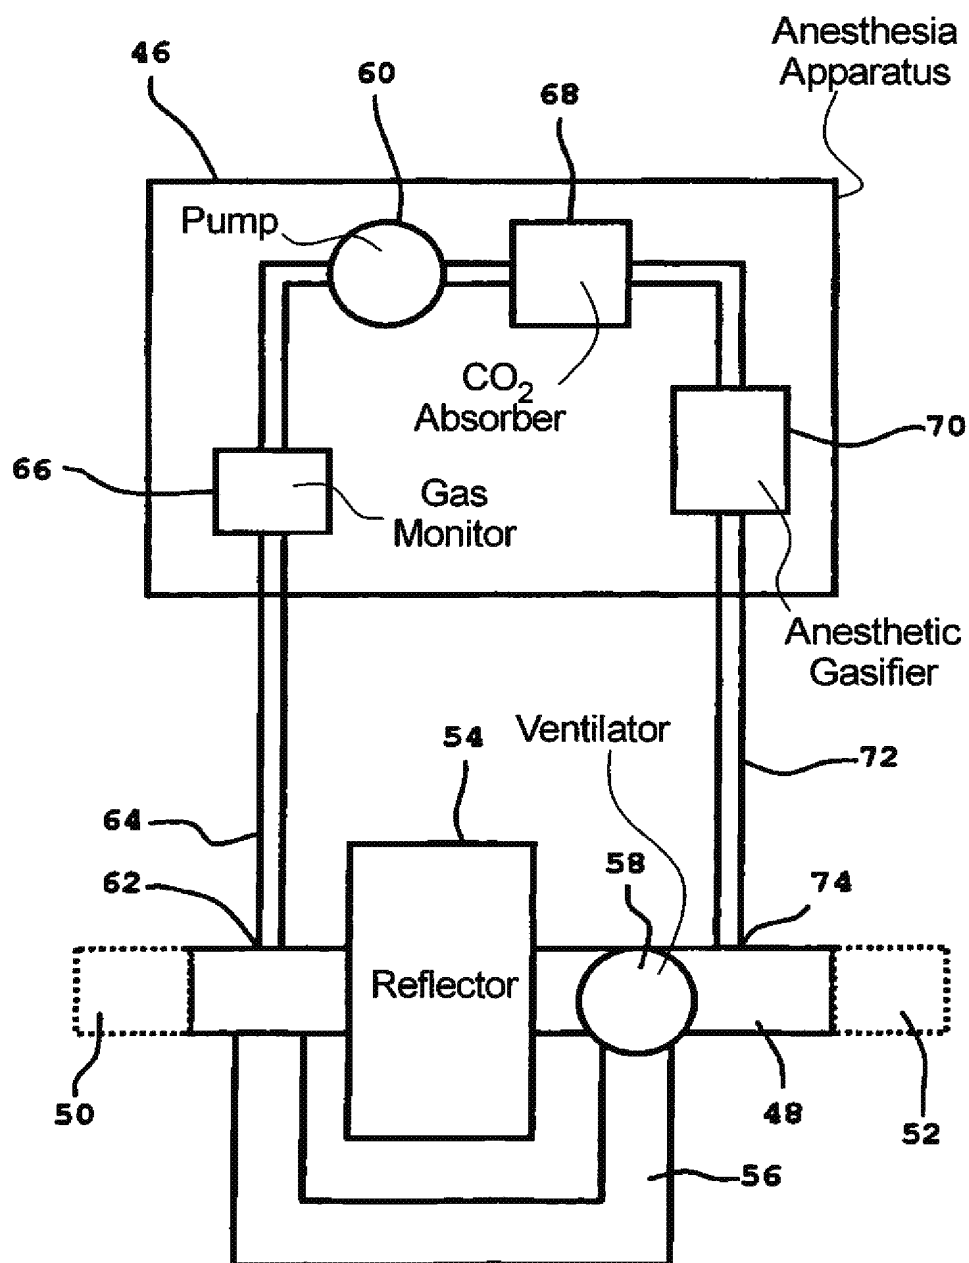 Anesthesia
Apparatus
46
60
68
Pump
CO2
Absorber
70
66
Gas
Monitor
Anesthetic
Gasifier
54
Ventilator
72
64
62
58
74
Reflector
50
48
52
56